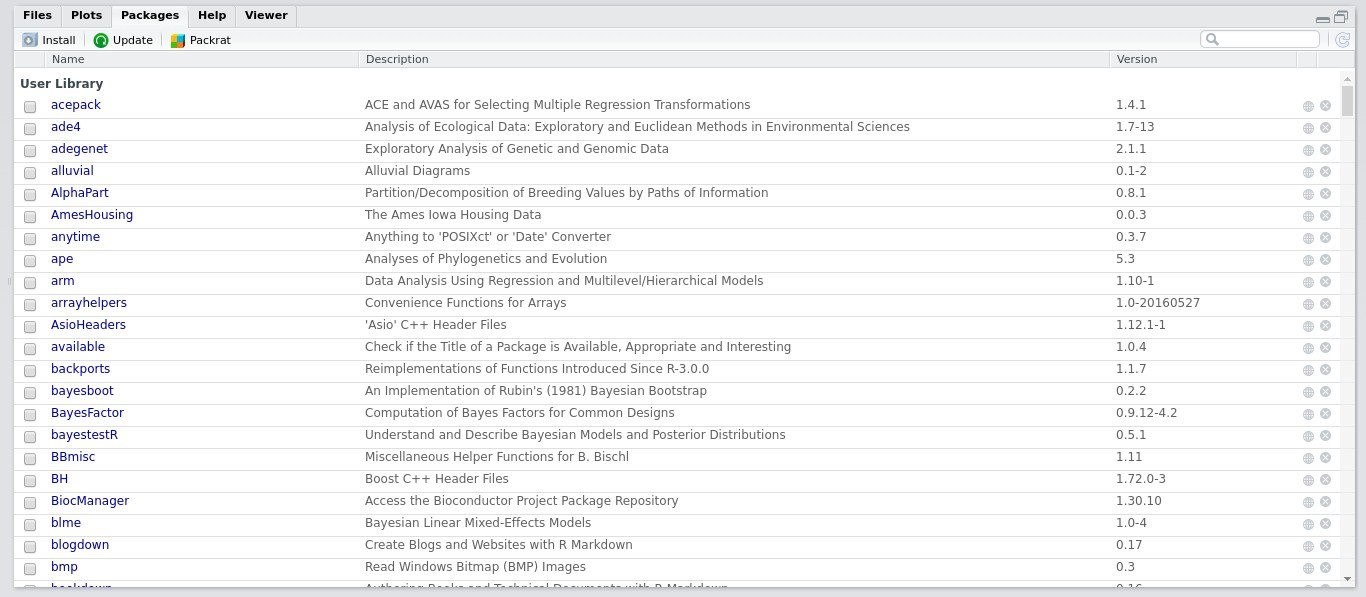 Files Plots Packages Help Viewer
Install Update Packrat
Name Description Version
User Library
acepack ACE and AVAS for Selecting Multiple Regression Transformations 1.4.1
ade4 Analysis of Ecological Data: Exploratory and Euclidean Methods in Environmental Sciences 1.7-13
adegenet Exploratory Analysis of Genetic and Genomic Data 2.1.1
alluvial Alluvial Diagrams 0.1-2
AlphaPart Partition/Decomposition of Breeding Values by Paths of Information 0.8.1
AmesHousing The Ames Iowa Housing Data 0.0.3
anytime Anything to 'POSIXct' or 'Date' Converter 0.3.7
ape Analyses of Phylogenetics and Evolution 5.3
arm Data Analysis Using Regression and Multilevel/Hierarchical Models 1.10-1
arrayhelpers Convenience Functions for Arrays 1.0-20160527
AsioHeaders 'Asio' C++ Header Files 1.12.1-1
available Check if the Title of a Package is Available, Appropriate and Interesting 1.0.4
backports Reimplementations of Functions Introduced Since R-3.0.0 1.1.7
bayesboot An Implementation of Rubin's (1981) Bayesian Bootstrap 0.2.2
BayesFactor Computation of Bayes Factors for Common Designs 0.9.12-4.2
bayestestR Understand and Describe Bayesian Models and Posterior Distributions 0.5.1
BBmisc Miscellaneous Helper Functions for B. Bischl 1.11
BH Boost C++ Header Files 1.72.0-3
BiocManager Access the Bioconductor Project Package Repository 1.30.10
blme Bayesian Linear Mixed-Effects Models 1.0-4
blogdown Create Blogs and Websites with R Markdown 0.17
bmp Read Windows Bitmap (BMP) Images 0.3
bookdown Authoring Books and Technical Documents with R Markdown